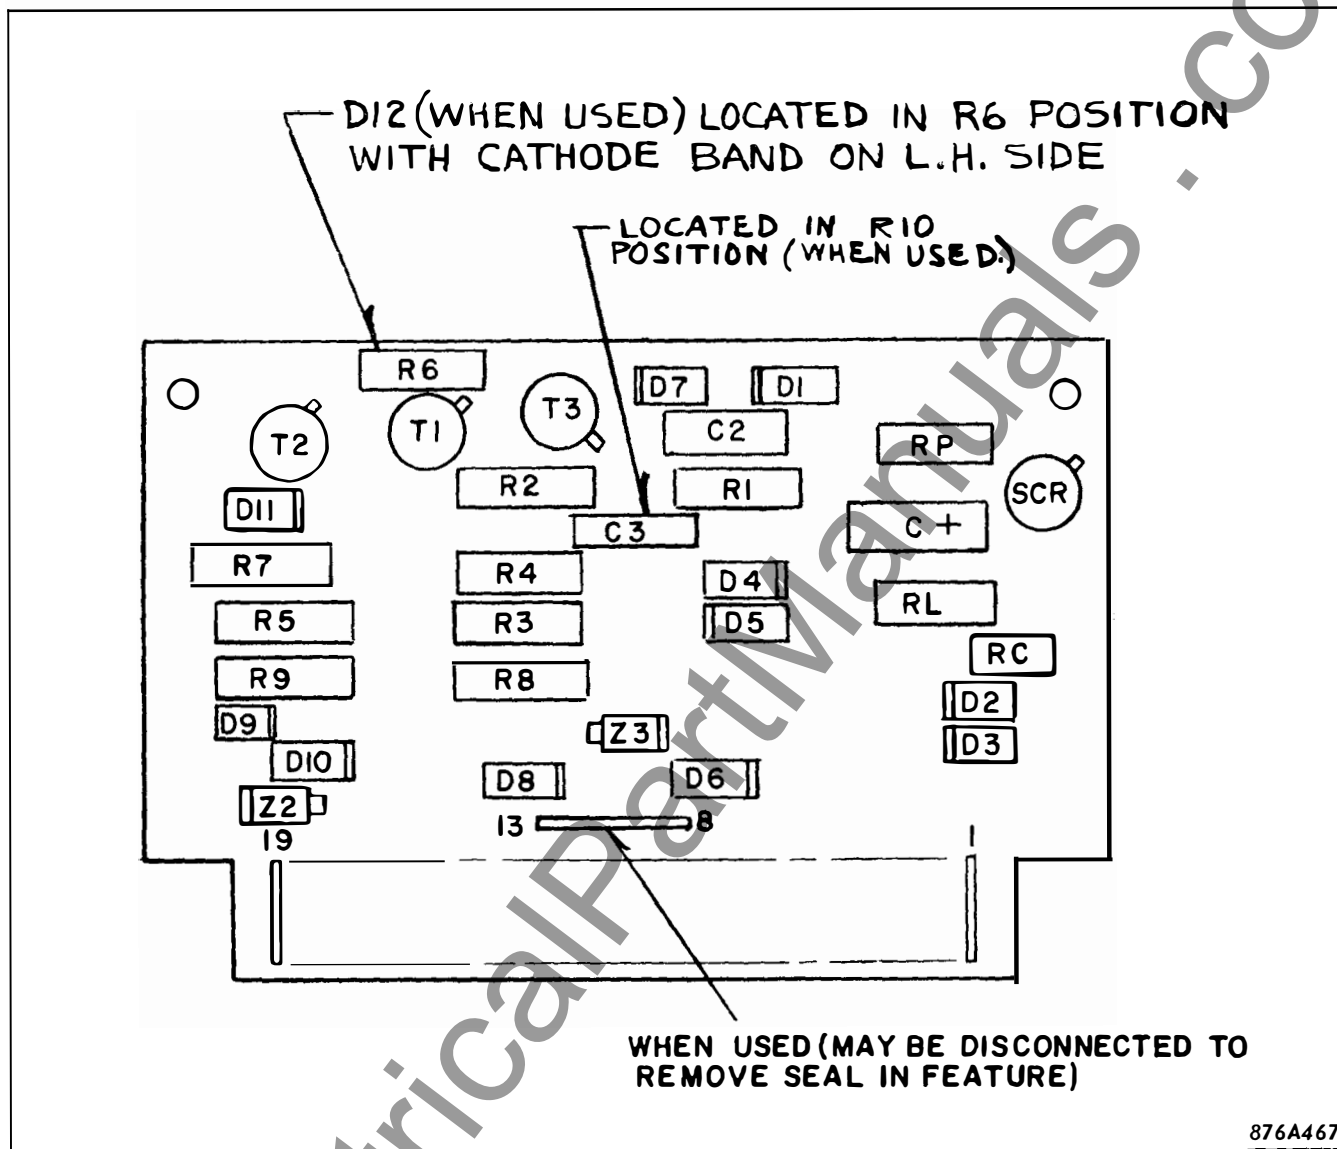 D12 (WHEN USED) LOCATED IN R6 POSITION
WITH CATHODE BAND ON L.H. SIDE
LOCATED IN R10
POSITION (WHEN USED.)
R6
D7
D1
T2
T1
T3
C2
RP
R2
R1
SCR
D11
C3
C +
R7
R4
D4
RL
R5
R3
D5
RC
R9
R8
D2
D9
Z3
D3
D10
D8
D6
Z2
13
8
19
1
WHEN USED (MAY BE DISCONNECTED TO
REMOVE SEAL IN FEATURE)
876A467
ctricalPartManuals . co